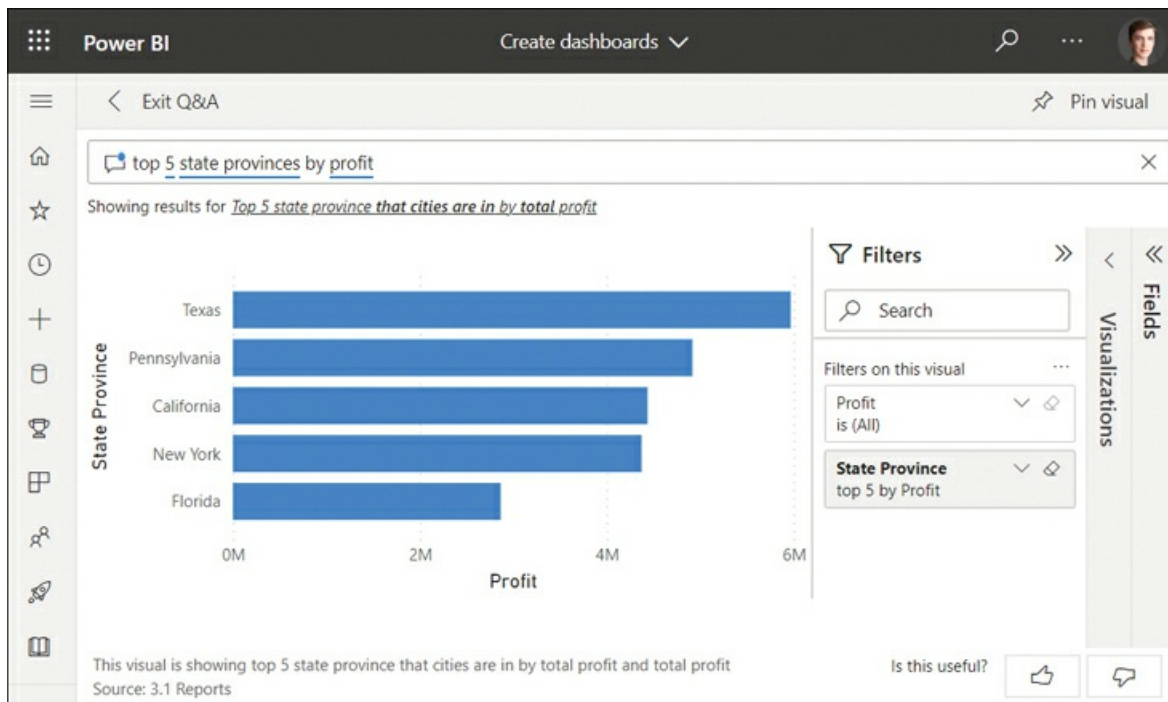 Power BI
Create dashboards
Exit Q&A
Pin visual
top 5 state provinces by profit
Showing results for Top 5 state province that cities are in by total profit
State Province
Texas
Pennsylvania
California
New York
Florida
0M 2M 4M 6M
Profit
Filters
Search
Filters on this visual
Profit
is (All)
State Province
top 5 by Profit
Visualizations
Fields
This visual is showing top 5 state province that cities are in by total profit and total profit
Source: 3.1 Reports
Is this useful?